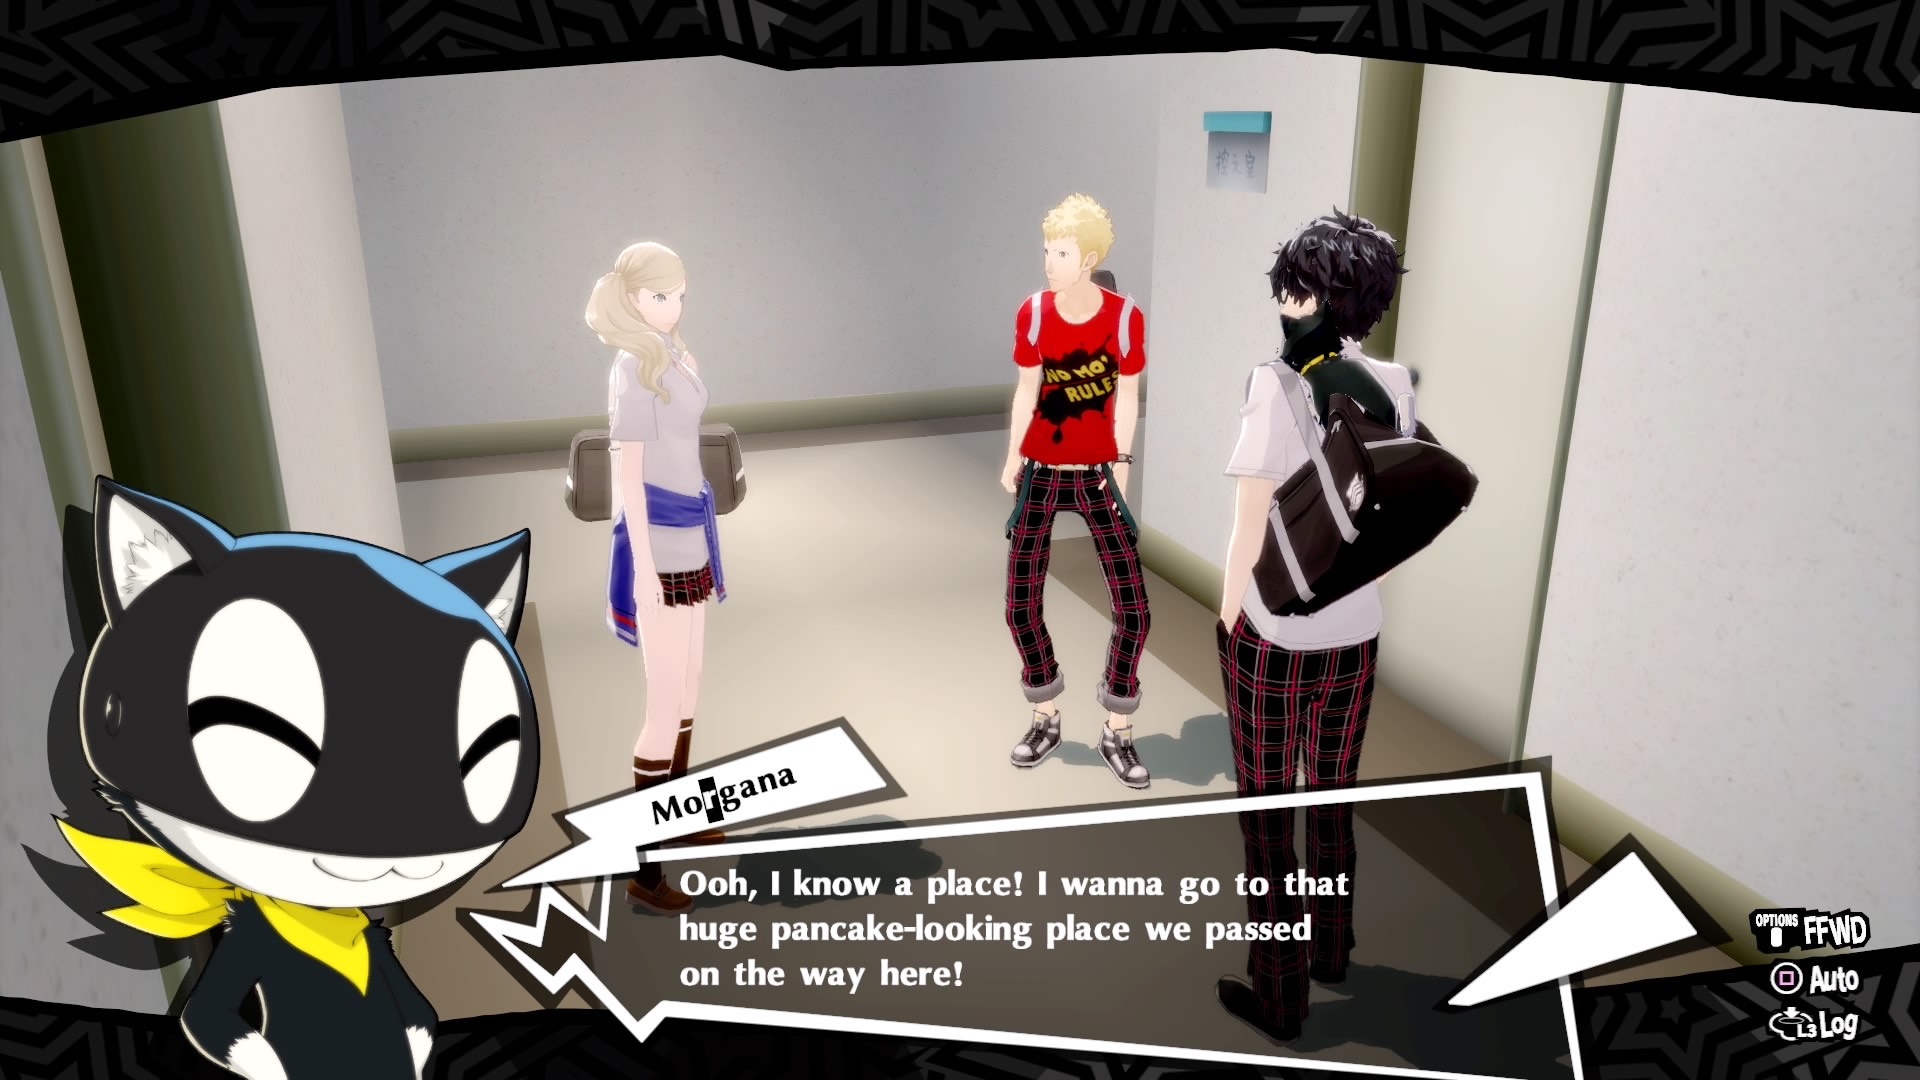 NO MO'
RULES
Morgana
Ooh, I know a place! I wanna go to that
huge pancake-looking place we passed
on the way here!
OPTIONS FFWD
Auto
L3 Log